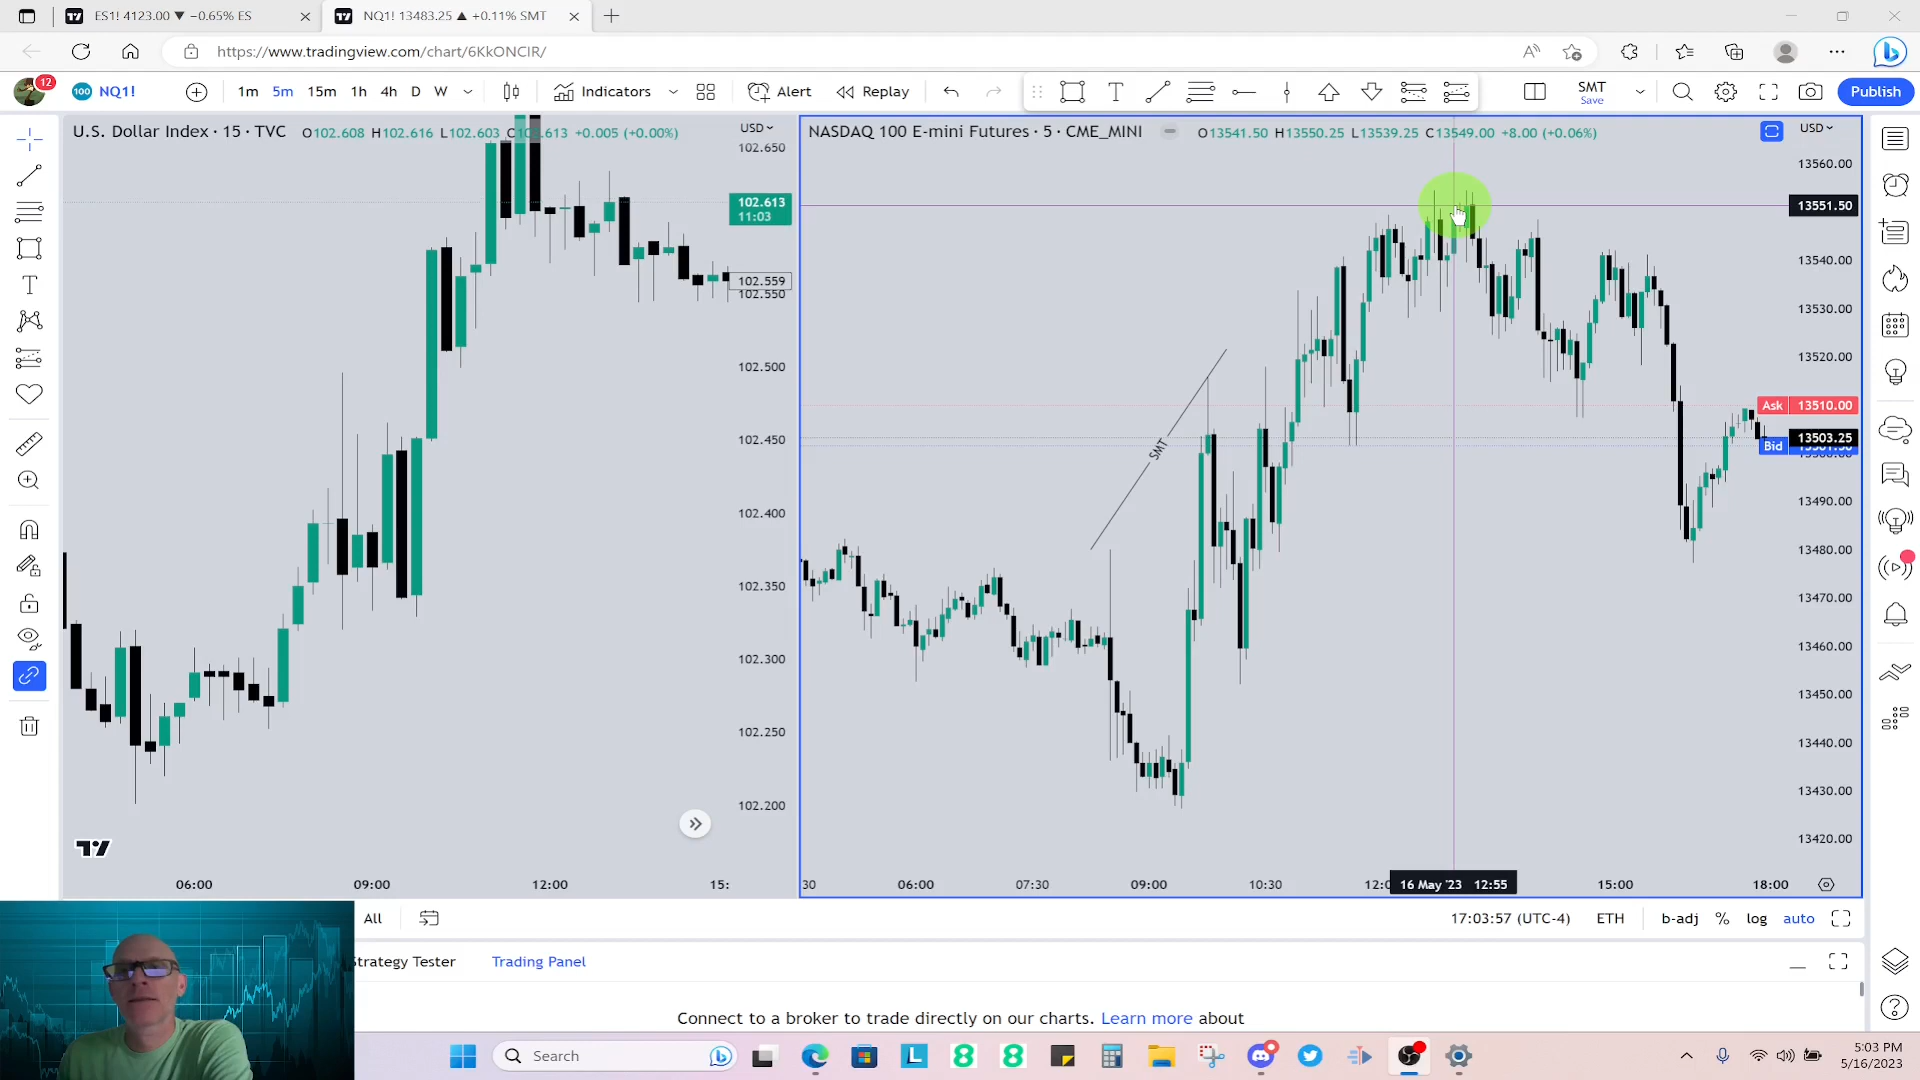 ES1! 4123.00 ▼ −0.65% ES
NQ1! 13483.25 ▲ +0.11% SMT
https://www.tradingview.com/chart/6KkONCIR/
12
100 NQ1! 1m 5m 15m 1h 4h D W Indicators Alert Replay SMT Save Publish
U.S. Dollar Index · 15 · TVC O102.608 H102.616 L102.603 C102.613 +0.005 (+0.00%)
USD
102.650
102.613
11:03
102.559
102.550
102.500
102.450
102.400
102.350
102.300
102.250
102.200
06:00 09:00 12:00 15:
NASDAQ 100 E-mini Futures · 5 · CME_MINI O13541.50 H13550.25 L13539.25 C13549.00 +8.00 (+0.06%)
USD
13560.00
13551.50
13540.00
13530.00
13520.00
Ask 13510.00
13503.25
Bid
13490.00
13480.00
13470.00
13460.00
13450.00
13440.00
13430.00
13420.00
SMT
30 06:00 07:30 09:00 10:30 12:0 16 May '23 12:55 15:00 18:00
All
17:03:57 (UTC-4) ETH b-adj % log auto
Strategy Tester Trading Panel
Connect to a broker to trade directly on our charts. Learn more about
Search
5:03 PM
5/16/2023